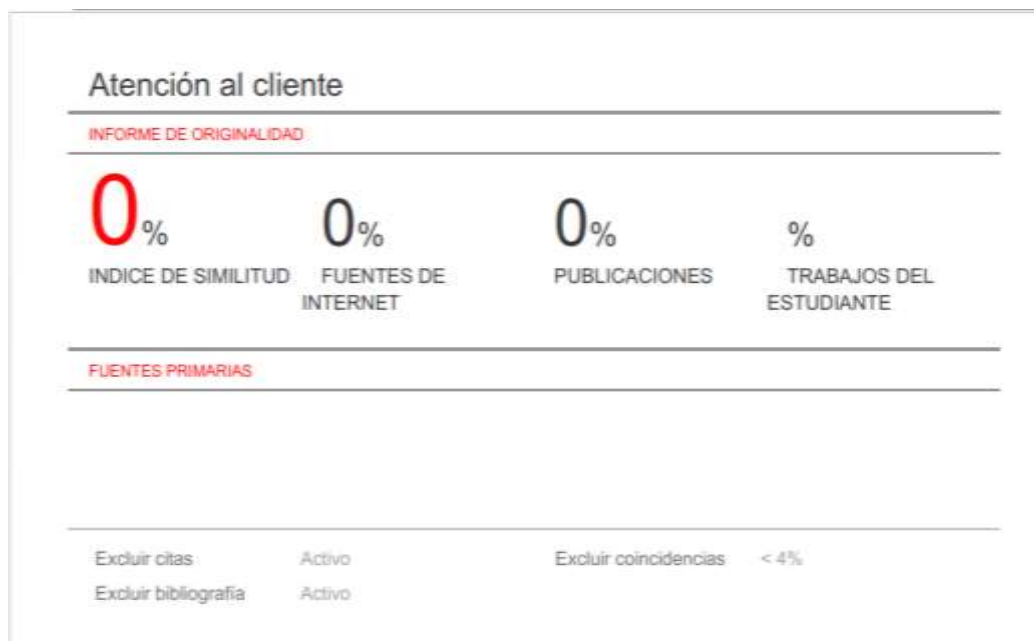 Atención al cliente
INFORME DE ORIGINALIDAD
0% 0% 0% %
INDICE DE SIMILITUD FUENTES DE INTERNET PUBLICACIONES TRABAJOS DEL ESTUDIANTE
FUENTES PRIMARIAS
Excluir citas Activo Excluir coincidencias < 4%
Excluir bibliografía Activo